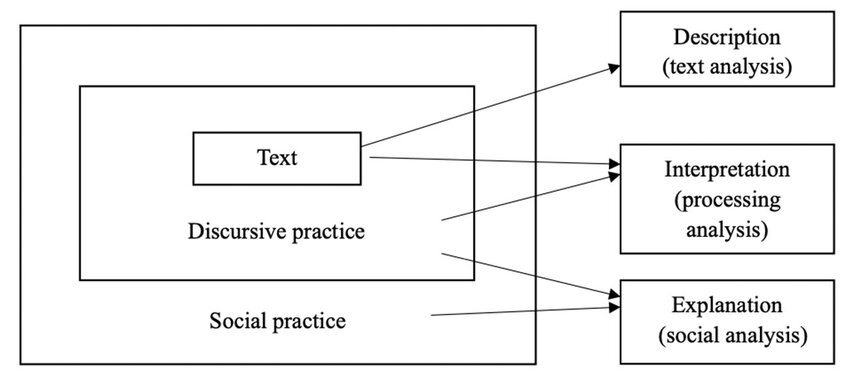 Text
Discursive practice
Social practice
Description
(text analysis)
Interpretation
(processing
analysis)
Explanation
(social analysis)